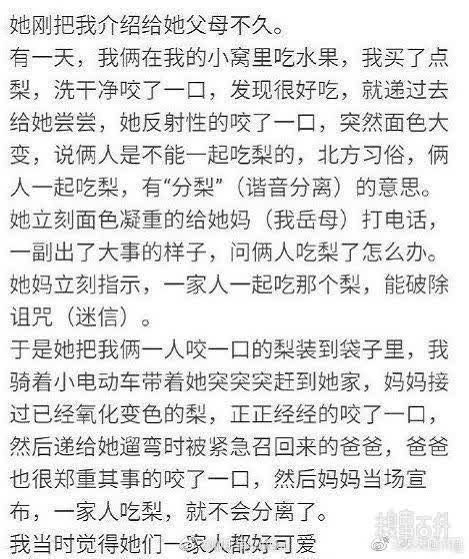 她刚把我介绍给她父母不久。
有一天，我俩在我的小窝里吃水果，我买了点
梨，洗干净咬了一口，发现很好吃，就递过去
给她尝尝，她反射性的咬了一口，突然面色大
变，说俩人是不能一起吃梨的，北方习俗，俩
人一起吃梨，有“分梨”（谐音分离）的意思。
她立刻面色凝重的给她妈（我岳母）打电话，
一副出了大事的样子，问俩人吃梨了怎么办。
她妈立刻指示，一家人一起吃那个梨，能破除
诅咒（迷信）。
于是她把我俩一人咬一口的梨装到袋子里，我
骑着小电动车带着她突突突赶到她家，妈妈接
过已经氧化变色的梨，正正经经的咬了一口，
然后递给她遛弯时被紧急召回来的爸爸，爸爸
也很郑重其事的咬了一口，然后妈妈当场宣
布，一家人吃梨，就不会分离了。
我当时觉得她们一家人都好可爱